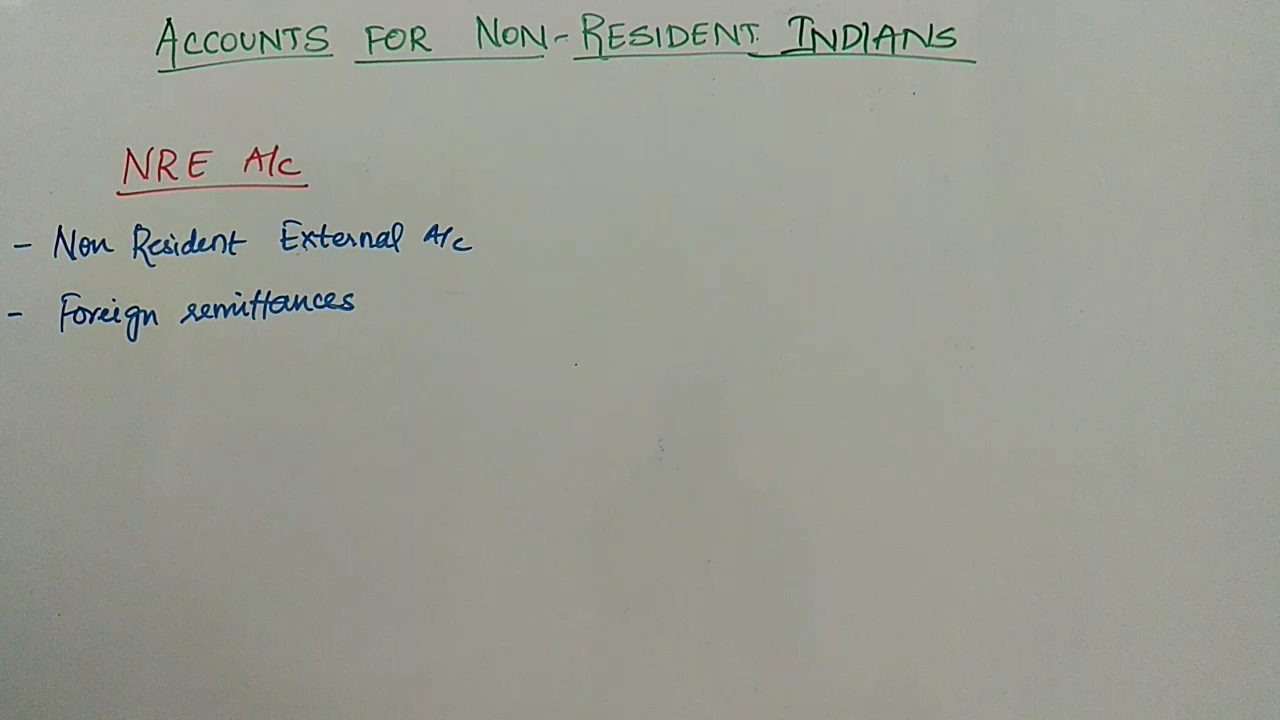 ACCOUNTS FOR NON-RESIDENT INDIANS
NRE A/c
- Non Resident External A/c
- Foreign remittances